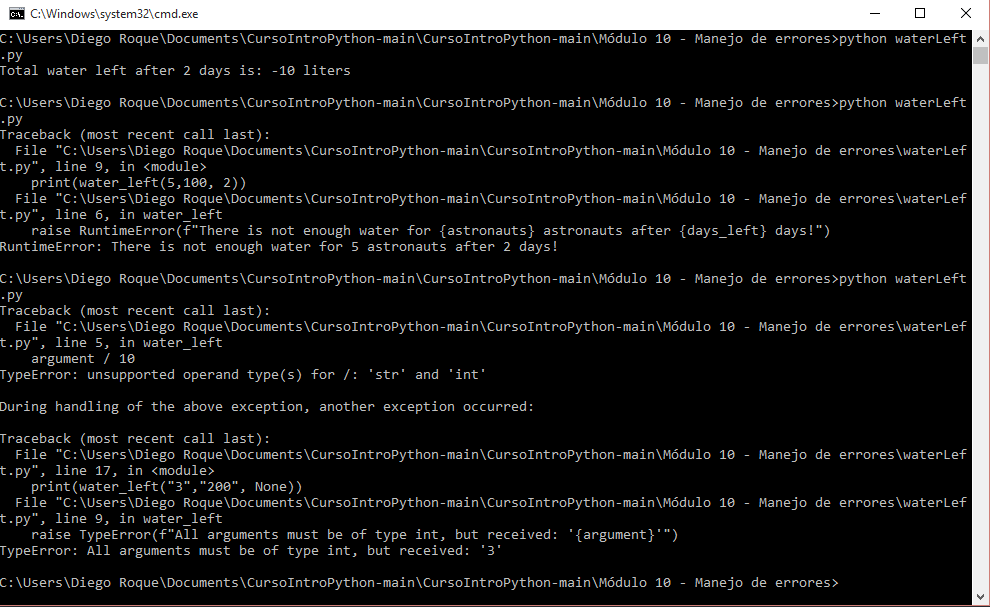 C:\Windows\system32\cmd.exe
C:\Users\Diego Roque\Documents\CursoIntroPython-main\CursoIntroPython-main\Módulo 10 - Manejo de errores>python waterLeft
.py
Total water left after 2 days is: -10 liters
C:\Users\Diego Roque\Documents\CursoIntroPython-main\CursoIntroPython-main\Módulo 10 - Manejo de errores>python waterLeft
.py
Traceback (most recent call last):
  File "C:\Users\Diego Roque\Documents\CursoIntroPython-main\CursoIntroPython-main\Módulo 10 - Manejo de errores\waterLef
t.py", line 9, in <module>
    print(water_left(5,100, 2))
  File "C:\Users\Diego Roque\Documents\CursoIntroPython-main\CursoIntroPython-main\Módulo 10 - Manejo de errores\waterLef
t.py", line 6, in water_left
    raise RuntimeError(f"There is not enough water for {astronauts} astronauts after {days_left} days!")
RuntimeError: There is not enough water for 5 astronauts after 2 days!
C:\Users\Diego Roque\Documents\CursoIntroPython-main\CursoIntroPython-main\Módulo 10 - Manejo de errores>python waterLeft
.py
Traceback (most recent call last):
  File "C:\Users\Diego Roque\Documents\CursoIntroPython-main\CursoIntroPython-main\Módulo 10 - Manejo de errores\waterLef
t.py", line 5, in water_left
    argument / 10
TypeError: unsupported operand type(s) for /: 'str' and 'int'
During handling of the above exception, another exception occurred:
Traceback (most recent call last):
  File "C:\Users\Diego Roque\Documents\CursoIntroPython-main\CursoIntroPython-main\Módulo 10 - Manejo de errores\waterLef
t.py", line 17, in <module>
    print(water_left("3","200", None))
  File "C:\Users\Diego Roque\Documents\CursoIntroPython-main\CursoIntroPython-main\Módulo 10 - Manejo de errores\waterLef
t.py", line 9, in water_left
    raise TypeError(f"All arguments must be of type int, but received: '{argument}'")
TypeError: All arguments must be of type int, but received: '3'
C:\Users\Diego Roque\Documents\CursoIntroPython-main\CursoIntroPython-main\Módulo 10 - Manejo de errores>